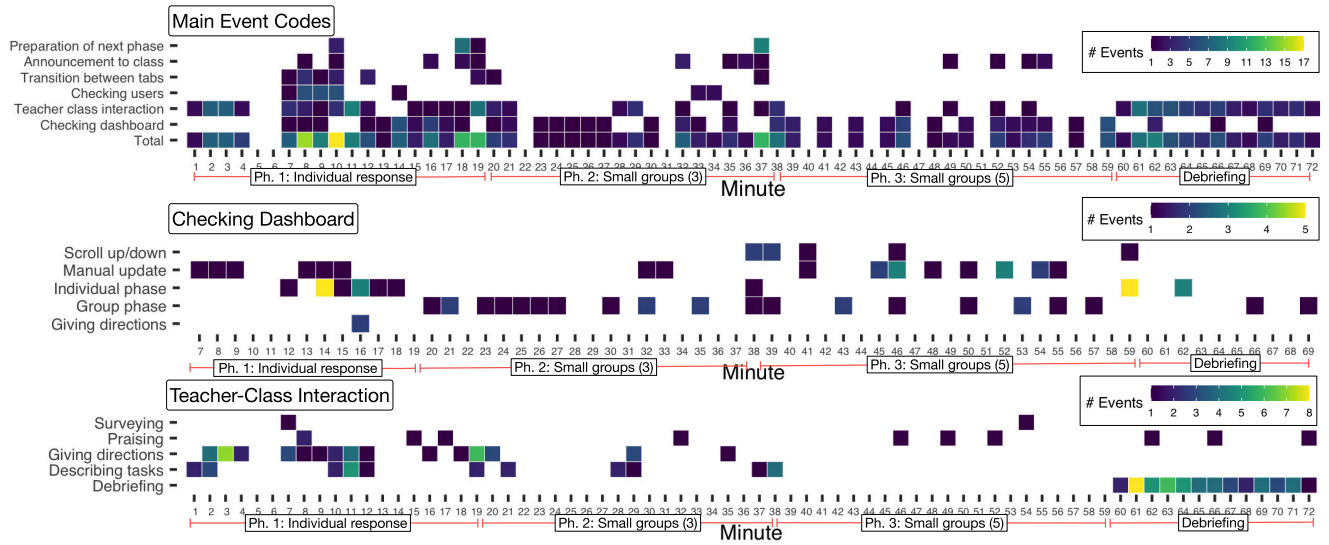 Main Event Codes
Preparation of next phase
Announcement to class
Transition between tabs
Checking users
Teacher class interaction
Checking dashboard
Total
# Events
1 3 5 7 9 11 13 15 17
1 2 3 4 5 6 7 8 9 10 11 12 13 14 15 16 17 18 19 20 21 22 23 24 25 26 27 28 29 30 31 32 33 34 35 36 37 38 39 40 41 42 43 44 45 46 47 48 49 50 51 52 53 54 55 56 57 58 59 60 61 62 63 64 65 66 67 68 69 70 71 72
Ph. 1: Individual response Ph. 2: Small groups (3) Ph. 3: Small groups (5) Debriefing
Minute
Checking Dashboard
# Events
1 2 3 4 5
Scroll up/down
Manual update
Individual phase
Group phase
Giving directions
7 8 9 10 11 12 13 14 15 16 17 18 19 20 21 22 23 24 25 26 27 28 29 30 31 32 33 34 35 36 37 38 39 40 41 42 43 44 45 46 47 48 49 50 51 52 53 54 55 56 57 58 59 60 61 62 63 64 65 66 67 68 69
Ph. 1: Individual response Ph. 2: Small groups (3) Ph. 3: Small groups (5) Debriefing
Minute
Teacher-Class Interaction
# Events
1 2 3 4 5 6 7 8
Surveying
Praising
Giving directions
Describing tasks
Debriefing
1 2 3 4 5 6 7 8 9 10 11 12 13 14 15 16 17 18 19 20 21 22 23 24 25 26 27 28 29 30 31 32 33 34 35 36 37 38 39 40 41 42 43 44 45 46 47 48 49 50 51 52 53 54 55 56 57 58 59 60 61 62 63 64 65 66 67 68 69 70 71 72
Ph. 1: Individual response Ph. 2: Small groups (3) Ph. 3: Small groups (5) Debriefing
Minute